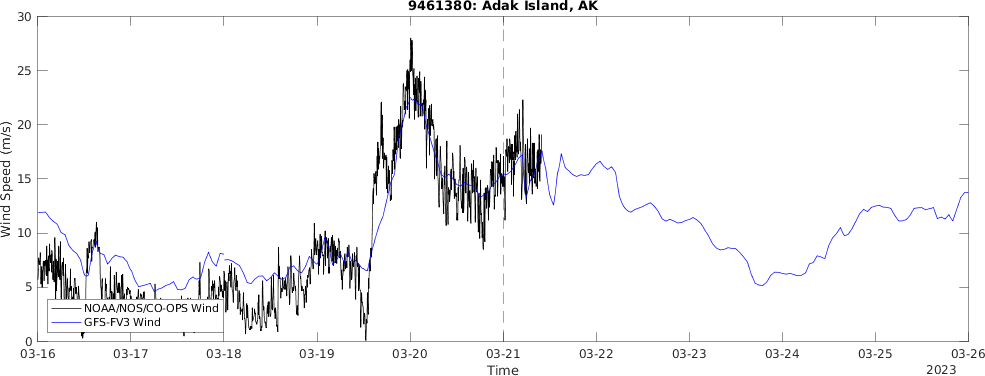 9461380: Adak Island, AK
Wind Speed (m/s)
30
25
20
15
10
5
0
NOAA/NOS/CO-OPS Wind
GFS-FV3 Wind
03-16 03-17 03-18 03-19 03-20 03-21 03-22 03-23 03-24 03-25 03-26
Time
2023